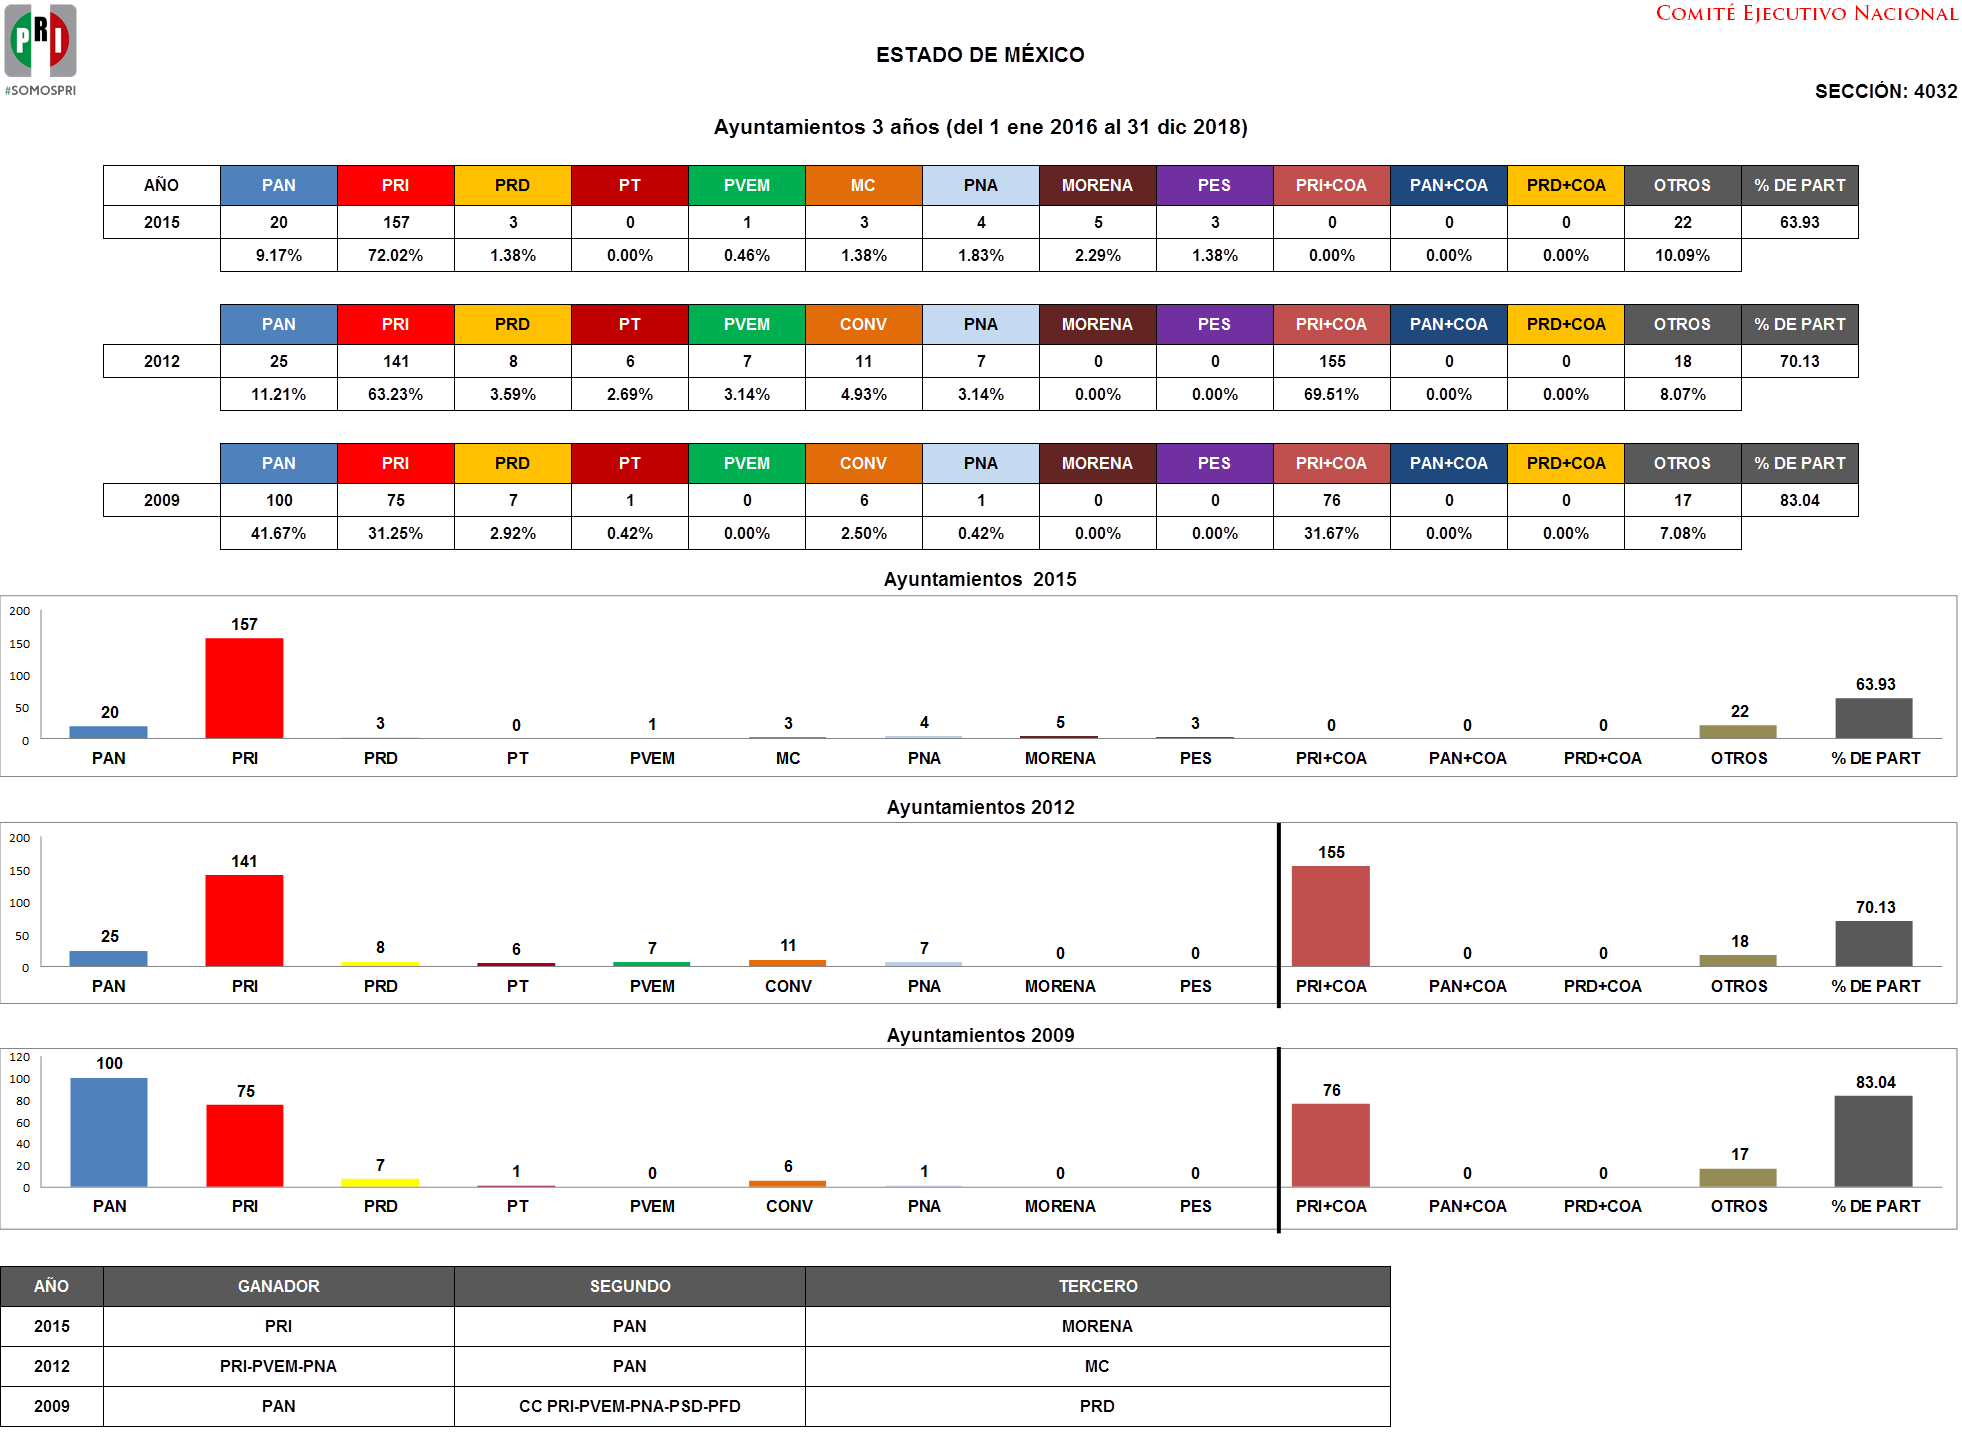 PRI
#SOMOSPRI
COMITÉ EJECUTIVO NACIONAL
ESTADO DE MÉXICO
SECCIÓN: 4032
Ayuntamientos 3 años (del 1 ene 2016 al 31 dic 2018)
AÑO PAN PRI PRD PT PVEM MC PNA MORENA PES PRI+COA PAN+COA PRD+COA OTROS % DE PART
2015 20 157 3 0 1 3 4 5 3 0 0 0 22 63.93
9.17% 72.02% 1.38% 0.00% 0.46% 1.38% 1.83% 2.29% 1.38% 0.00% 0.00% 0.00% 10.09%
PAN PRI PRD PT PVEM CONV PNA MORENA PES PRI+COA PAN+COA PRD+COA OTROS % DE PART
2012 25 141 8 6 7 11 7 0 0 155 0 0 18 70.13
11.21% 63.23% 3.59% 2.69% 3.14% 4.93% 3.14% 0.00% 0.00% 69.51% 0.00% 0.00% 8.07%
PAN PRI PRD PT PVEM CONV PNA MORENA PES PRI+COA PAN+COA PRD+COA OTROS % DE PART
2009 100 75 7 1 0 6 1 0 0 76 0 0 17 83.04
41.67% 31.25% 2.92% 0.42% 0.00% 2.50% 0.42% 0.00% 0.00% 31.67% 0.00% 0.00% 7.08%
Ayuntamientos 2015
200
150
100
50
0
20 157 3 0 1 3 4 5 3 0 0 0 22 63.93
PAN PRI PRD PT PVEM MC PNA MORENA PES PRI+COA PAN+COA PRD+COA OTROS % DE PART
Ayuntamientos 2012
200
150
100
50
0
25 141 8 6 7 11 7 0 0 155 0 0 18 70.13
PAN PRI PRD PT PVEM CONV PNA MORENA PES PRI+COA PAN+COA PRD+COA OTROS % DE PART
Ayuntamientos 2009
120
100
80
60
40
20
0
100 75 7 1 0 6 1 0 0 76 0 0 17 83.04
PAN PRI PRD PT PVEM CONV PNA MORENA PES PRI+COA PAN+COA PRD+COA OTROS % DE PART
AÑO GANADOR SEGUNDO TERCERO
2015 PRI PAN MORENA
2012 PRI-PVEM-PNA PAN MC
2009 PAN CC PRI-PVEM-PNA-PSD-PFD PRD